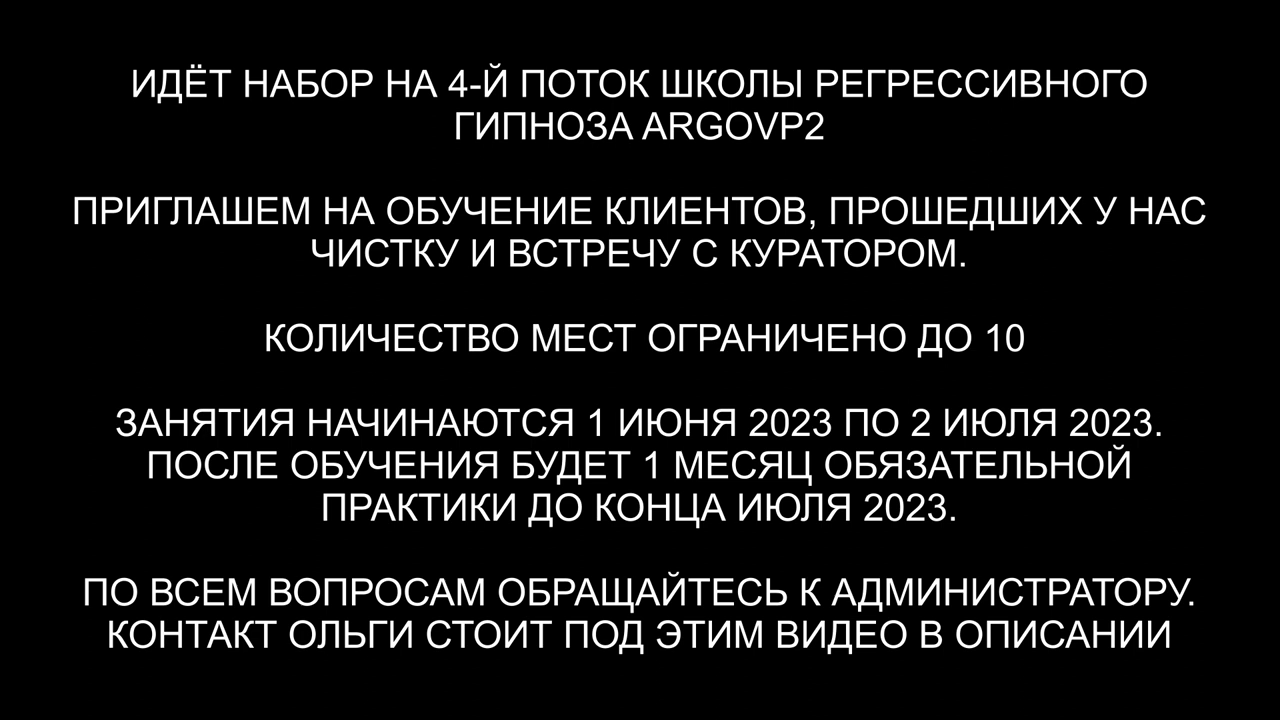 ИДЁТ НАБОР НА 4-Й ПОТОК ШКОЛЫ РЕГРЕССИВНОГО
ГИПНОЗА ARGOVP2
ПРИГЛАШЕМ НА ОБУЧЕНИЕ КЛИЕНТОВ, ПРОШЕДШИХ У НАС
ЧИСТКУ И ВСТРЕЧУ С КУРАТОРОМ.
КОЛИЧЕСТВО МЕСТ ОГРАНИЧЕНО ДО 10
ЗАНЯТИЯ НАЧИНАЮТСЯ 1 ИЮНЯ 2023 ПО 2 ИЮЛЯ 2023.
ПОСЛЕ ОБУЧЕНИЯ БУДЕТ 1 МЕСЯЦ ОБЯЗАТЕЛЬНОЙ
ПРАКТИКИ ДО КОНЦА ИЮЛЯ 2023.
ПО ВСЕМ ВОПРОСАМ ОБРАЩАЙТЕСЬ К АДМИНИСТРАТОРУ.
КОНТАКТ ОЛЬГИ СТОИТ ПОД ЭТИМ ВИДЕО В ОПИСАНИИ